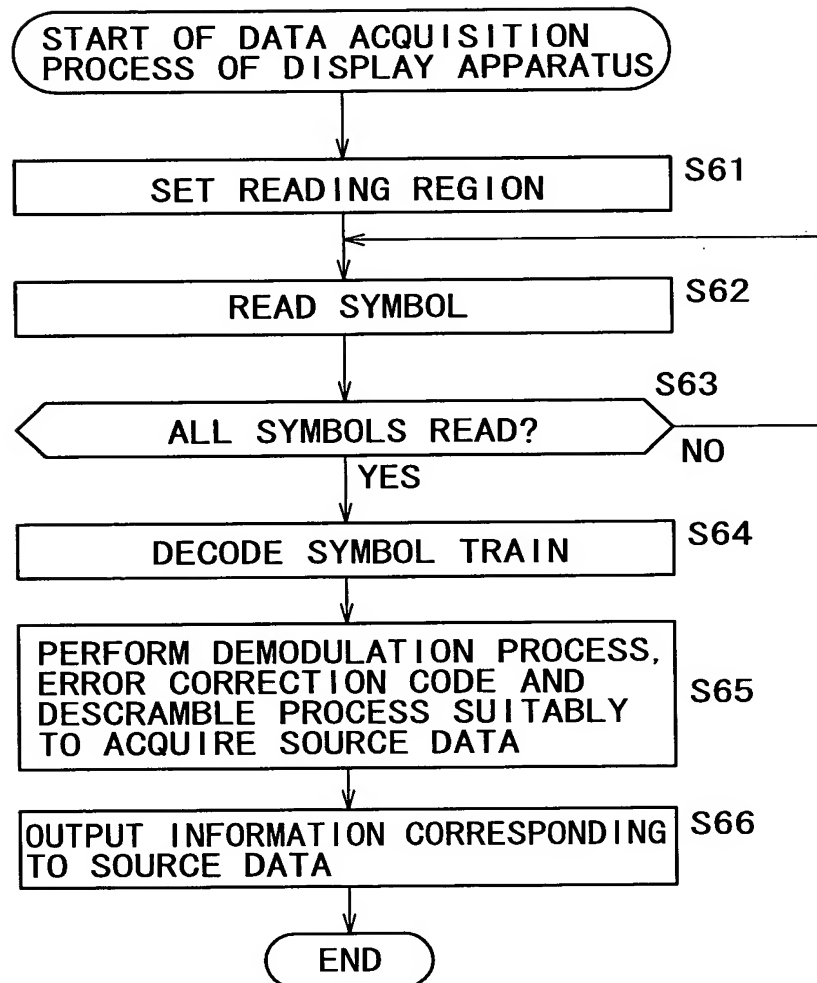 START OF DATA ACQUISITION
PROCESS OF DISPLAY APPARATUS
SET READING REGION
S61
READ SYMBOL
S62
S63
ALL SYMBOLS READ?
NO
YES
DECODE SYMBOL TRAIN
S64
PERFORM DEMODULATION PROCESS,
ERROR CORRECTION CODE AND
DESCRAMBLE PROCESS SUITABLY
TO ACQUIRE SOURCE DATA
S65
OUTPUT INFORMATION CORRESPONDING
TO SOURCE DATA
S66
END